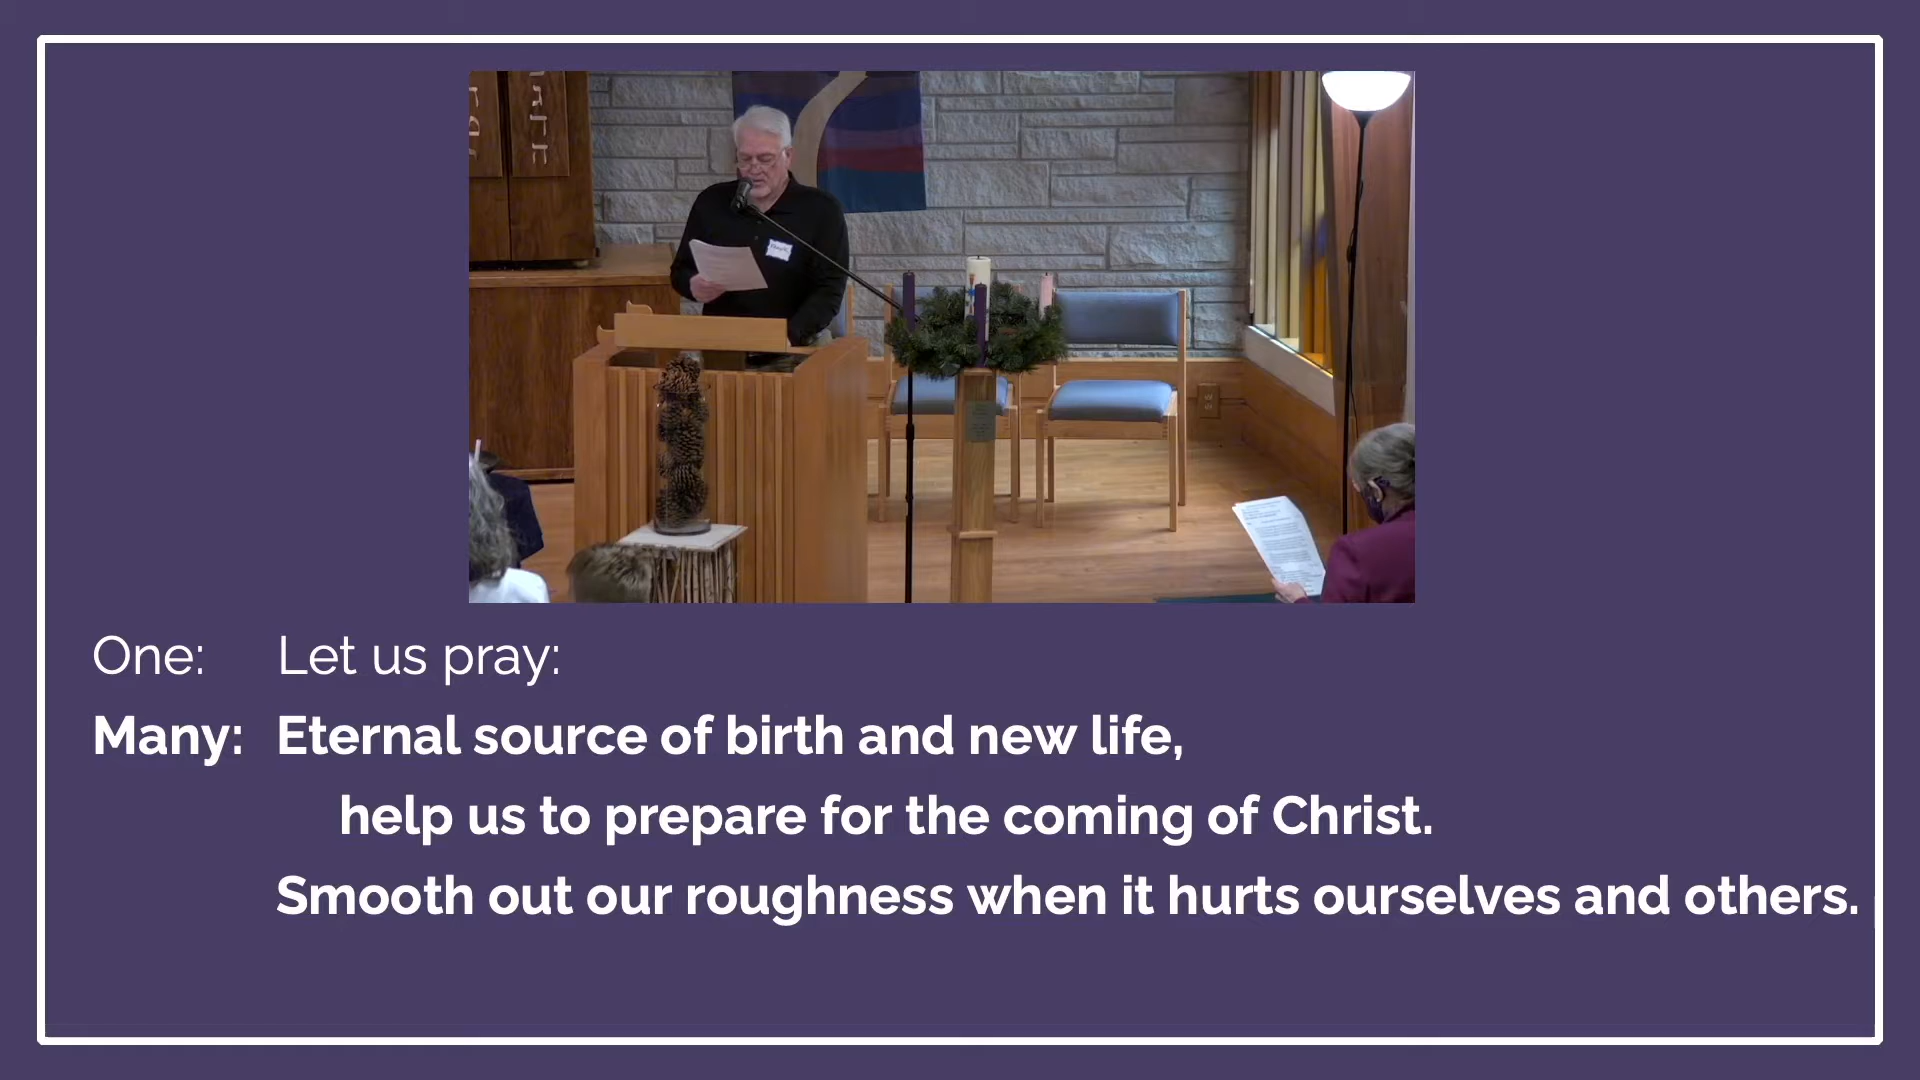 One: Let us pray:
Many: Eternal source of birth and new life,
help us to prepare for the coming of Christ.
Smooth out our roughness when it hurts ourselves and others.